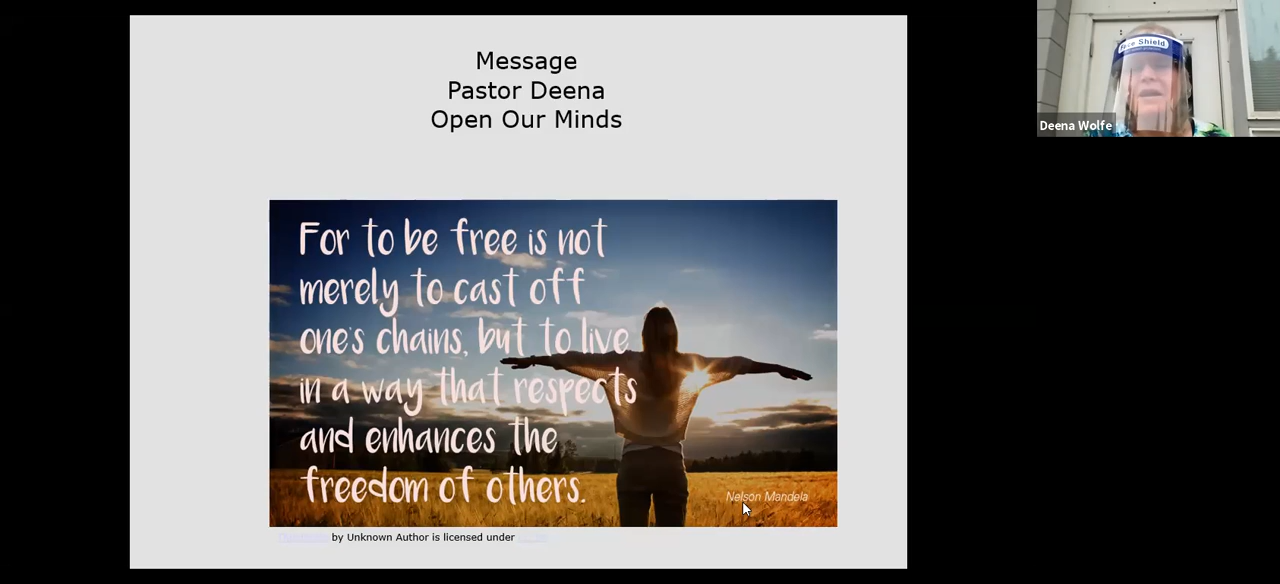 Message
Pastor Deena
Open Our Minds
For to be free is not
merely to cast off
one's chains, but to live
in a way that respects
and enhances the
freedom of others.
Nelson Mandela
by Unknown Author is licensed under
Face Shield
Deena Wolfe